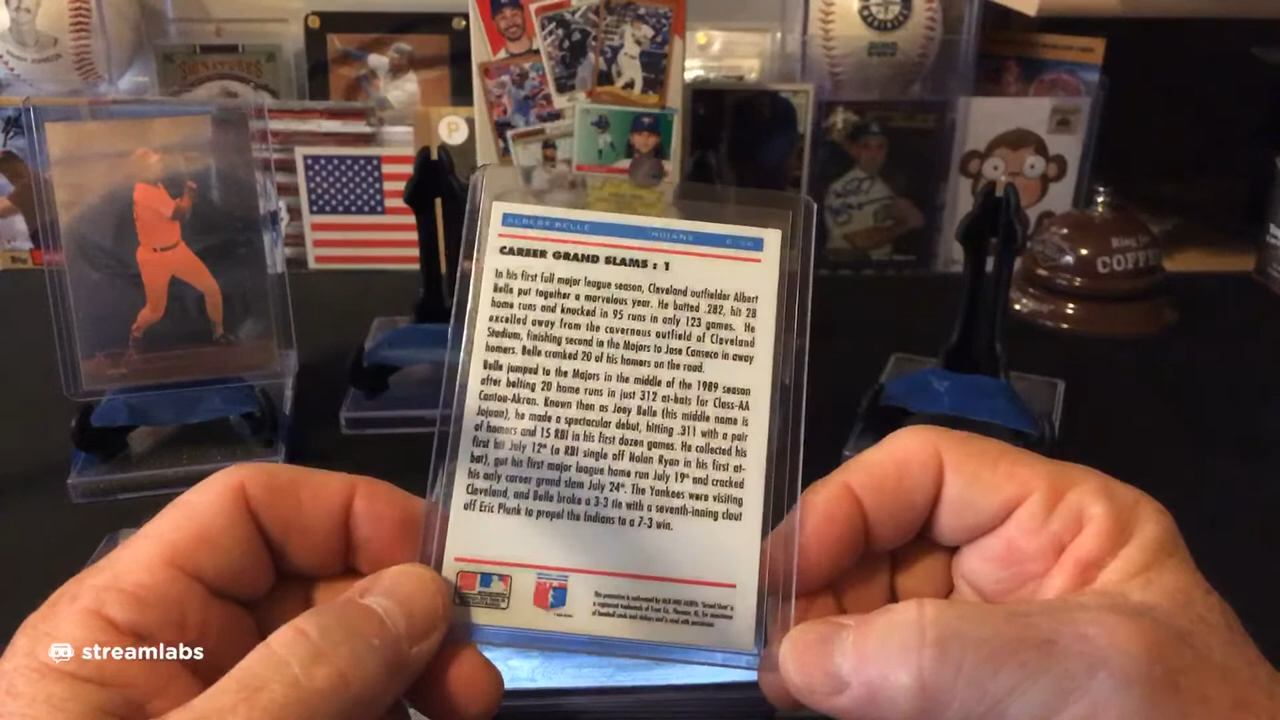 SIGNATURES
P
Topps
Ring for
COFFEE
ALBERT BELLE INDIANS
CAREER GRAND SLAMS : 1
In his first full major league season, Cleveland outfielder Albert
Belle put together a marvelous year. He batted .282, hit 28
home runs and knocked in 95 runs in only 123 games. He
excelled away from the cavernous outfield of Cleveland
Stadium, finishing second in the Majors to Jose Canseco in away
homers. Belle cranked 20 of his homers on the road.
Belle jumped to the Majors in the middle of the 1989 season
after belting 20 home runs in just 312 at-bats for Class-AA
Canton-Akron. Known then as Joey Belle (his middle name is
Jojuan), he made a spectacular debut, hitting .311 with a pair
of homers and 15 RBI in his first dozen games. He collected his
first hit July 12th (a RBI single off Nolan Ryan in his first at-
bat), got his first major league home run July 19th and cracked
his only career grand slam July 24th. The Yankees were visiting
Cleveland, and Belle broke a 3-3 tie with a seventh-inning clout
off Eric Plunk to propel the Indians to a 7-3 win.
streamlabs